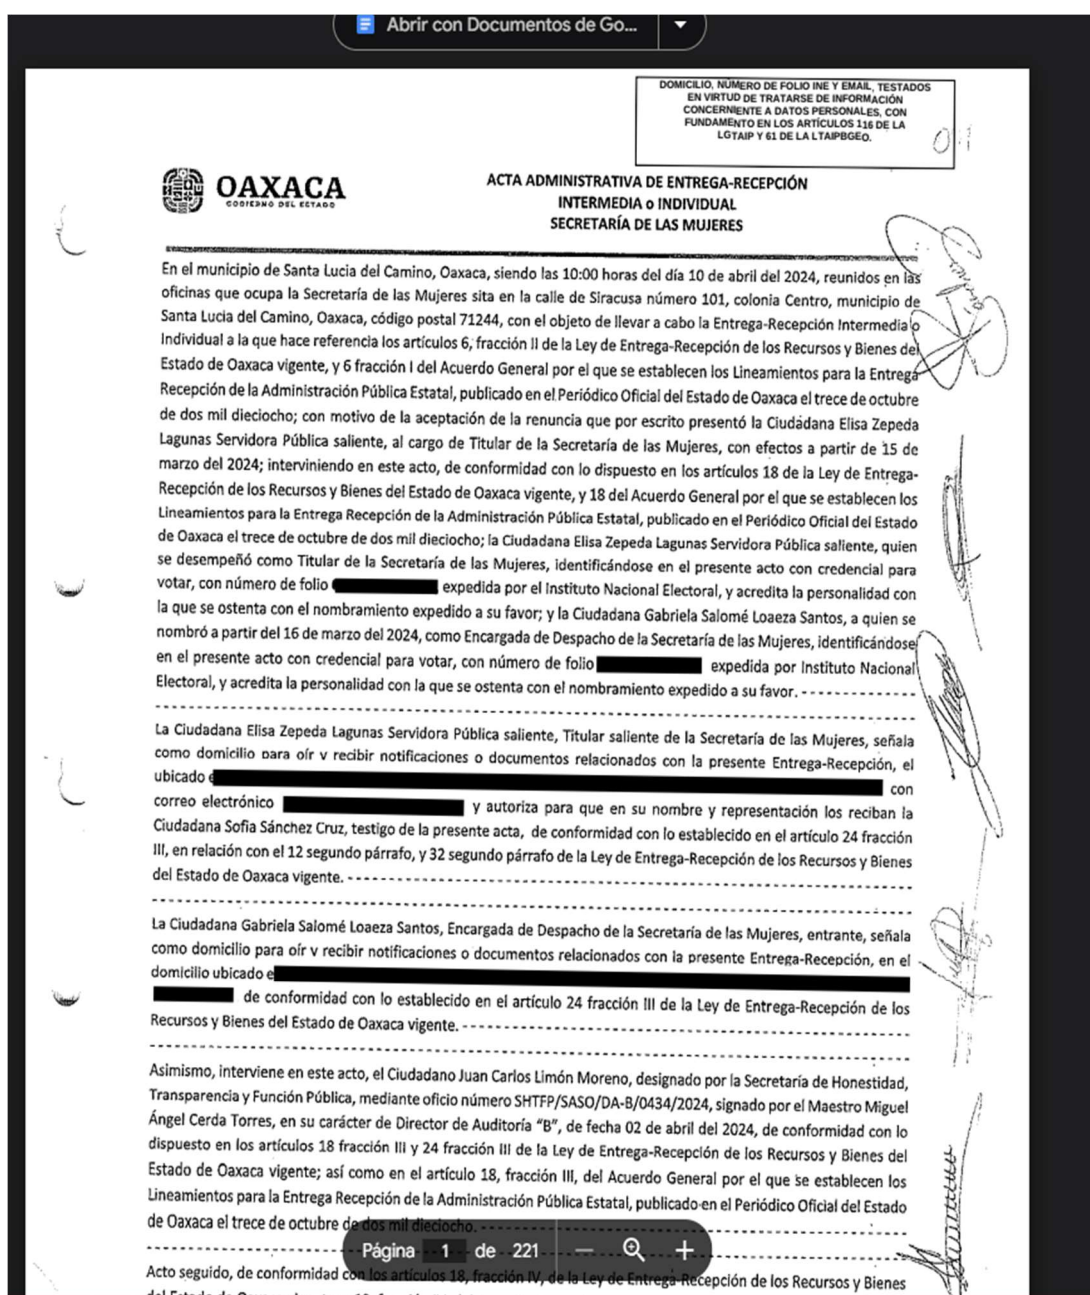 Abrir con Documentos de Go...
DOMICILIO, NÚMERO DE FOLIO INE Y EMAIL, TESTADOS
EN VIRTUD DE TRATARSE DE INFORMACIÓN
CONCERNIENTE A DATOS PERSONALES, CON
FUNDAMENTO EN LOS ARTÍCULOS 116 DE LA
LGTAIP Y 61 DE LA LTAIPBGEO.
OAXACA
GOBIERNO DEL ESTADO
ACTA ADMINISTRATIVA DE ENTREGA-RECEPCIÓN
INTERMEDIA o INDIVIDUAL
SECRETARÍA DE LAS MUJERES
En el municipio de Santa Lucia del Camino, Oaxaca, siendo las 10:00 horas del día 10 de abril del 2024, reunidos en las
oficinas que ocupa la Secretaría de las Mujeres sita en la calle de Siracusa número 101, colonia Centro, municipio de
Santa Lucia del Camino, Oaxaca, código postal 71244, con el objeto de llevar a cabo la Entrega-Recepción Intermedia o
Individual a la que hace referencia los artículos 6, fracción II de la Ley de Entrega-Recepción de los Recursos y Bienes del
Estado de Oaxaca vigente, y 6 fracción I del Acuerdo General por el que se establecen los Lineamientos para la Entrega
Recepción de la Administración Pública Estatal, publicado en el Periódico Oficial del Estado de Oaxaca el trece de octubre
de dos mil dieciocho; con motivo de la aceptación de la renuncia que por escrito presentó la Ciudadana Elisa Zepeda
Lagunas Servidora Pública saliente, al cargo de Titular de la Secretaría de las Mujeres, con efectos a partir de 15 de
marzo del 2024; interviniendo en este acto, de conformidad con lo dispuesto en los artículos 18 de la Ley de Entrega-
Recepción de los Recursos y Bienes del Estado de Oaxaca vigente, y 18 del Acuerdo General por el que se establecen los
Lineamientos para la Entrega Recepción de la Administración Pública Estatal, publicado en el Periódico Oficial del Estado
de Oaxaca el trece de octubre de dos mil dieciocho; la Ciudadana Elisa Zepeda Lagunas Servidora Pública saliente, quien
se desempeñó como Titular de la Secretaría de las Mujeres, identificándose en el presente acto con credencial para
votar, con número de folio expedida por el Instituto Nacional Electoral, y acredita la personalidad con
la que se ostenta con el nombramiento expedido a su favor; y la Ciudadana Gabriela Salomé Loaeza Santos, a quien se
nombró a partir del 16 de marzo del 2024, como Encargada de Despacho de la Secretaría de las Mujeres, identificándose
en el presente acto con credencial para votar, con número de folio expedida por Instituto Nacional
Electoral, y acredita la personalidad con la que se ostenta con el nombramiento expedido a su favor.
La Ciudadana Elisa Zepeda Lagunas Servidora Pública saliente, Titular saliente de la Secretaría de las Mujeres, señala
como domicilio para oír y recibir notificaciones o documentos relacionados con la presente Entrega-Recepción, el
ubicado e con
correo electrónico y autoriza para que en su nombre y representación los reciban la
Ciudadana Sofia Sánchez Cruz, testigo de la presente acta, de conformidad con lo establecido en el artículo 24 fracción
III, en relación con el 12 segundo párrafo, y 32 segundo párrafo de la Ley de Entrega-Recepción de los Recursos y Bienes
del Estado de Oaxaca vigente.
La Ciudadana Gabriela Salomé Loaeza Santos, Encargada de Despacho de la Secretaría de las Mujeres, entrante, señala
como domicilio para oír y recibir notificaciones o documentos relacionados con la presente Entrega-Recepción, en el
domicilio ubicado e
de conformidad con lo establecido en el artículo 24 fracción III de la Ley de Entrega-Recepción de los
Recursos y Bienes del Estado de Oaxaca vigente.
Asimismo, interviene en este acto, el Ciudadano Juan Carlos Limón Moreno, designado por la Secretaría de Honestidad,
Transparencia y Función Pública, mediante oficio número SHTFP/SASO/DA-B/0434/2024, signado por el Maestro Miguel
Ángel Cerda Torres, en su carácter de Director de Auditoría "B", de fecha 02 de abril del 2024, de conformidad con lo
dispuesto en los artículos 18 fracción III y 24 fracción III de la Ley de Entrega-Recepción de los Recursos y Bienes del
Estado de Oaxaca vigente; así como en el artículo 18, fracción III, del Acuerdo General por el que se establecen los
Lineamientos para la Entrega Recepción de la Administración Pública Estatal, publicado en el Periódico Oficial del Estado
de Oaxaca el trece de octubre de dos mil dieciocho.
Página 1 de 221
Acto seguido, de conformidad con los artículos 18, fracción IV, de la Ley de Entrega-Recepción de los Recursos y Bienes